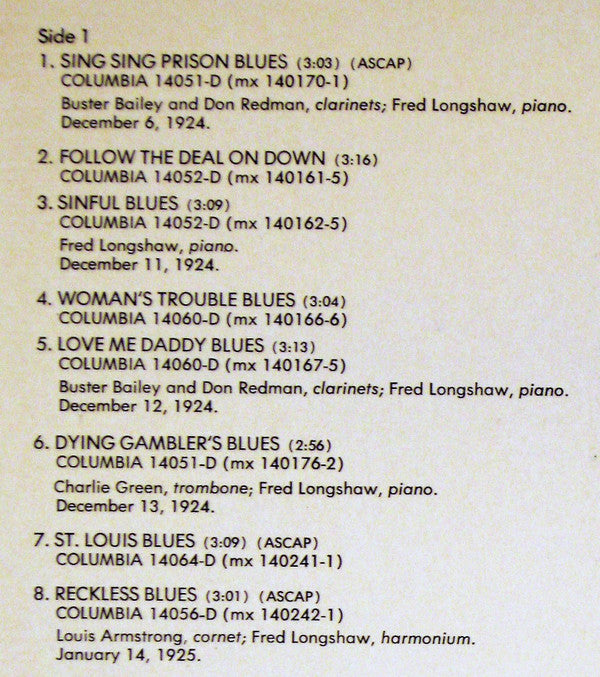 Side 1
1. SING SING PRISON BLUES (3:03) (ASCAP)
COLUMBIA 14051-D (mx 140170-1)
Buster Bailey and Don Redman, clarinets; Fred Longshaw, piano.
December 6, 1924.
2. FOLLOW THE DEAL ON DOWN (3:16)
COLUMBIA 14052-D (mx 140161-5)
3. SINFUL BLUES (3:09)
COLUMBIA 14052-D (mx 140162-5)
Fred Longshaw, piano.
December 11, 1924.
4. WOMAN'S TROUBLE BLUES (3:04)
COLUMBIA 14060-D (mx 140166-6)
5. LOVE ME DADDY BLUES (3:13)
COLUMBIA 14060-D (mx 140167-5)
Buster Bailey and Don Redman, clarinets; Fred Longshaw, piano.
December 12, 1924.
6. DYING GAMBLER'S BLUES (2:56)
COLUMBIA 14051-D (mx 140176-2)
Charlie Green, trombone; Fred Longshaw, piano.
December 13, 1924.
7. ST. LOUIS BLUES (3:09) (ASCAP)
COLUMBIA 14064-D (mx 140241-1)
8. RECKLESS BLUES (3:01) (ASCAP)
COLUMBIA 14056-D (mx 140242-1)
Louis Armstrong, cornet; Fred Longshaw, harmonium.
January 14, 1925.